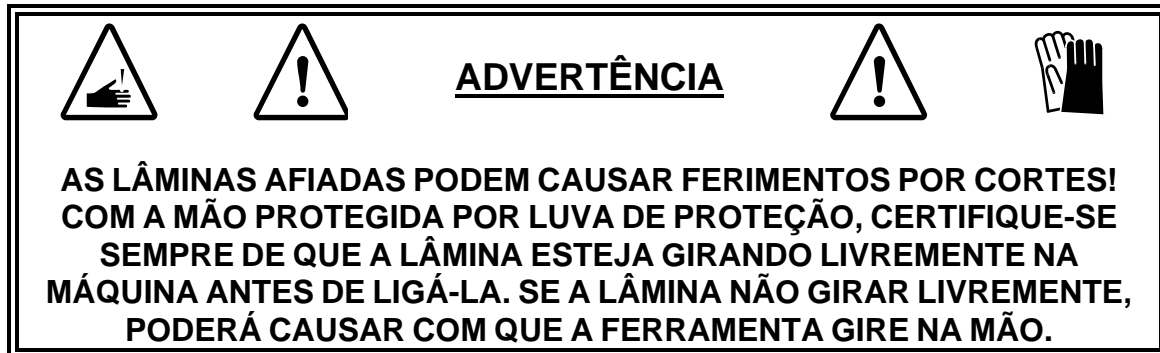 ADVERTÊNCIA
AS LÂMINAS AFIADAS PODEM CAUSAR FERIMENTOS POR CORTES!
COM A MÃO PROTEGIDA POR LUVA DE PROTEÇÃO, CERTIFIQUE-SE
SEMPRE DE QUE A LÂMINA ESTEJA GIRANDO LIVREMENTE NA
MÁQUINA ANTES DE LIGÁ-LA. SE A LÂMINA NÃO GIRAR LIVREMENTE,
PODERÁ CAUSAR COM QUE A FERRAMENTA GIRE NA MÃO.